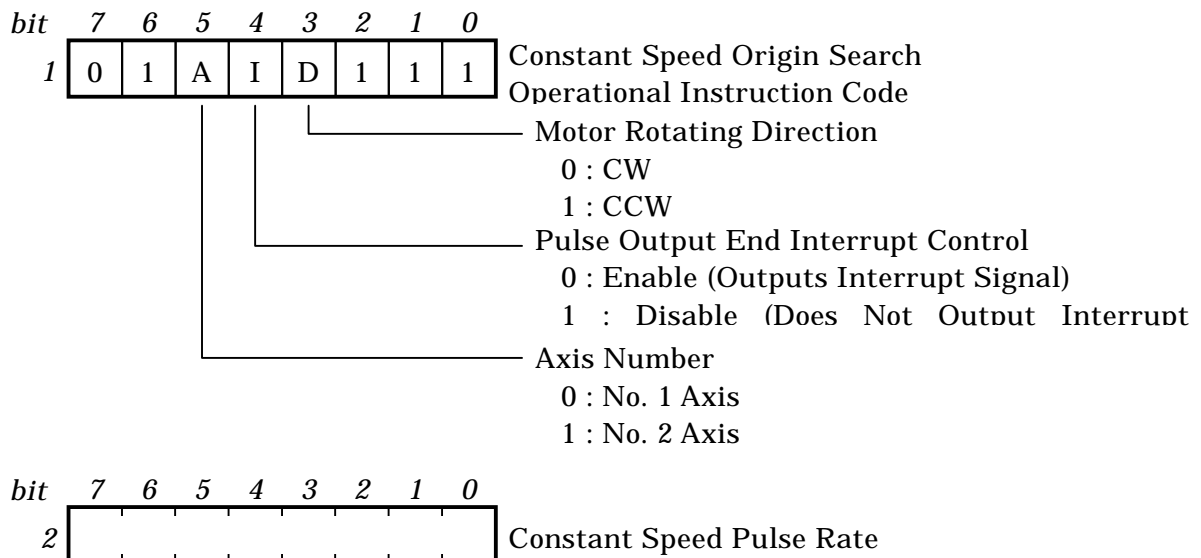 bit 7 6 5 4 3 2 1 0
1 0 1 A I D 1 1 1 Constant Speed Origin Search
Operational Instruction Code
Motor Rotating Direction
0 : CW
1 : CCW
Pulse Output End Interrupt Control
0 : Enable (Outputs Interrupt Signal)
1 : Disable (Does Not Output Interrupt
Axis Number
0 : No. 1 Axis
1 : No. 2 Axis
bit 7 6 5 4 3 2 1 0
2 Constant Speed Pulse Rate